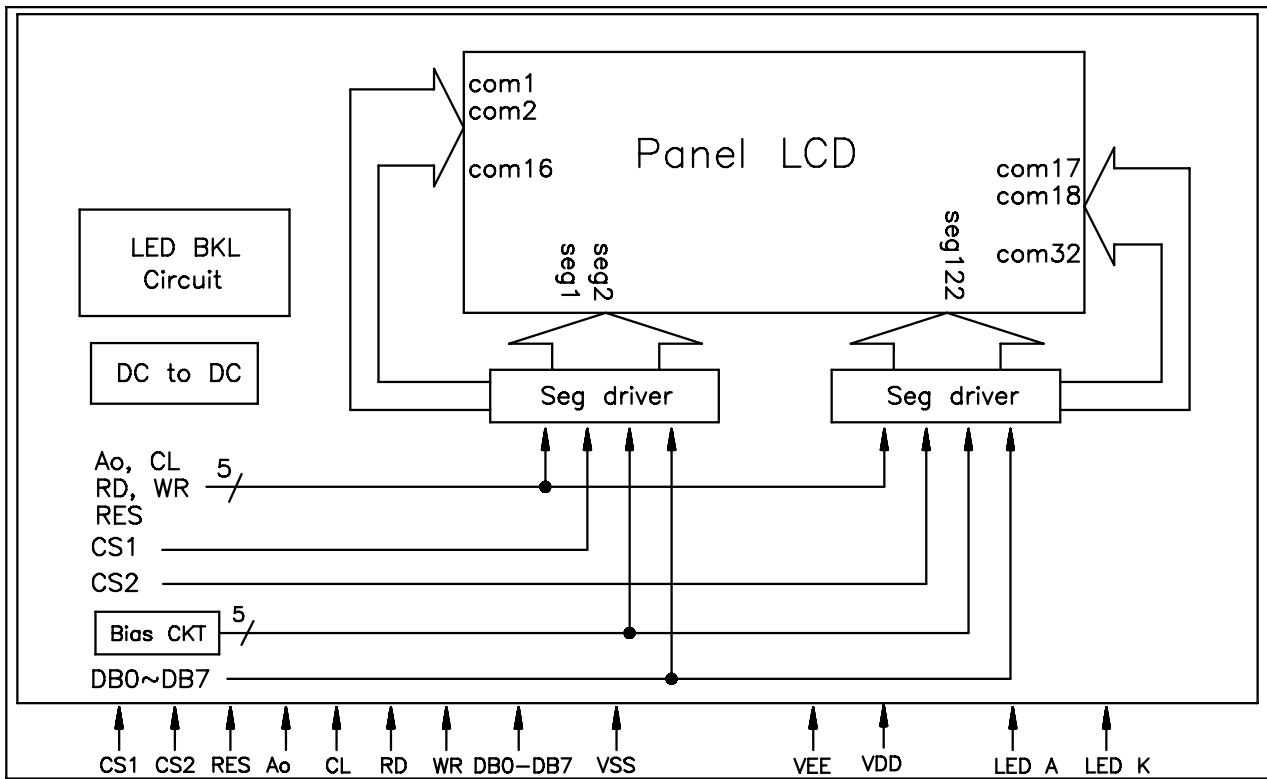 com1
com2
com16
Panel LCD
com17
com18
com32
seg1
seg2
seg122
LED BKL
Circuit
DC to DC
Seg driver
Seg driver
Ao, CL
RD, WR
RES
5
CS1
CS2
Bias CKT
5
DB0~DB7
CS1 CS2 RES Ao CL RD WR DB0-DB7 VSS VEE VDD LED A LED K